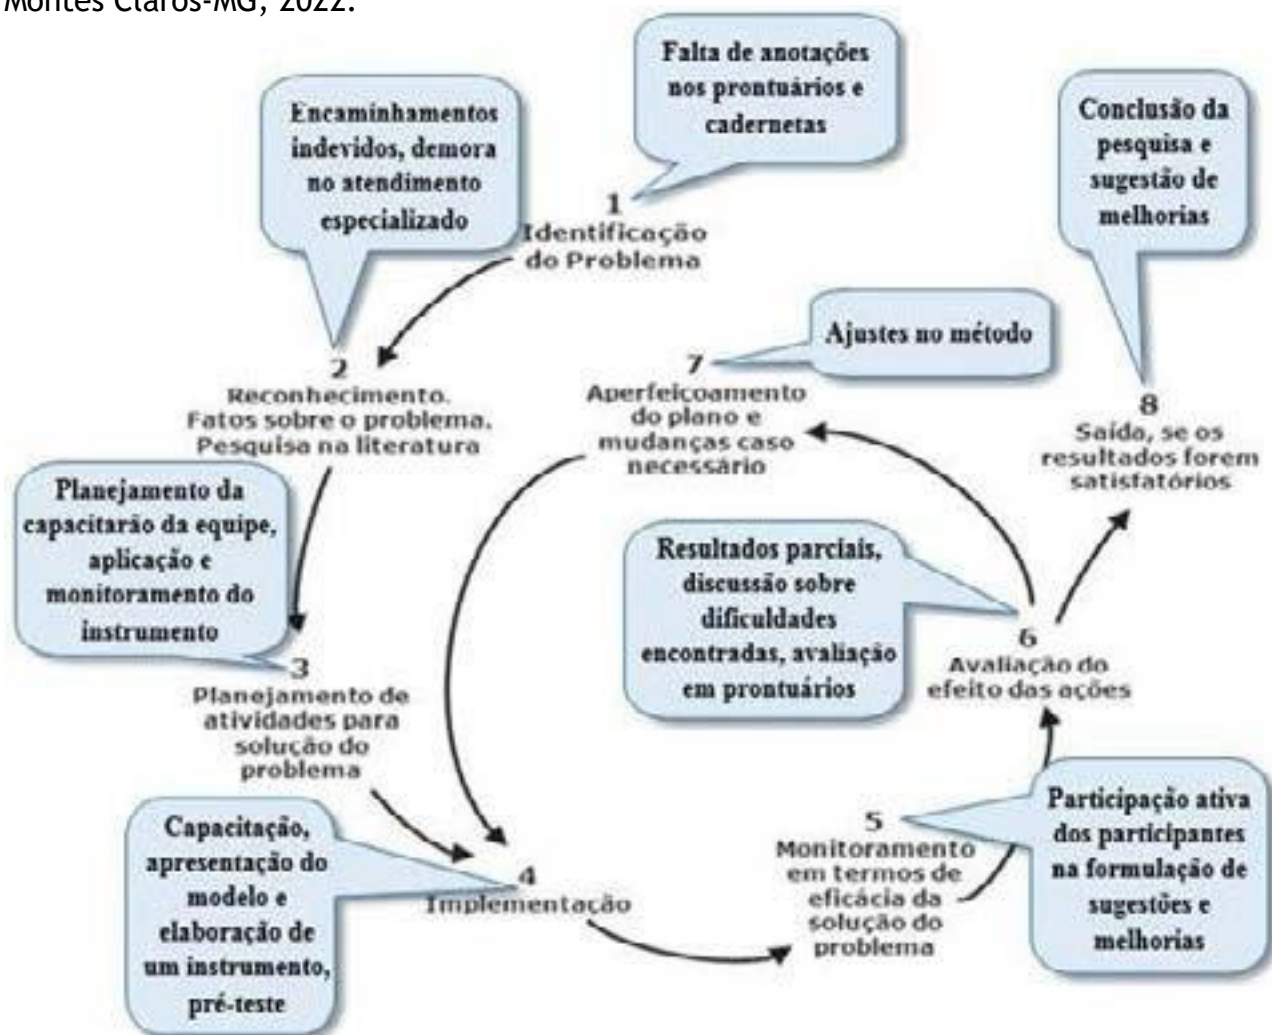 Montes Claros-MG, 2022.
Falta de anotações
nos prontuários e
cadernetas
1
Identificação
do Problema
Encaminhamentos
indevidos, demora
no atendimento
especializado
2
Reconhecimento.
Fatos sobre o problema.
Pesquisa na literatura
Planejamento da
capacitarão da equipe,
aplicação e
monitoramento do
instrumento
3
Planejamento de
atividades para
solução do
problema
Capacitação,
apresentação do
modelo e
elaboração de
um instrumento,
pré-teste
4
Implementação
5
Monitoramento
em termos de
eficácia da
solução do
problema
Participação ativa
dos participantes
na formulação de
sugestões e
melhorias
6
Avaliação do
efeito das ações
Resultados parciais,
discussão sobre
dificuldades
encontradas, avaliação
em prontuários
7
Aperfeiçoamento
do plano e
mudanças caso
necessário
Ajustes no método
8
Saída, se os
resultados forem
satisfatórios
Conclusão da
pesquisa e
sugestão de
melhorias